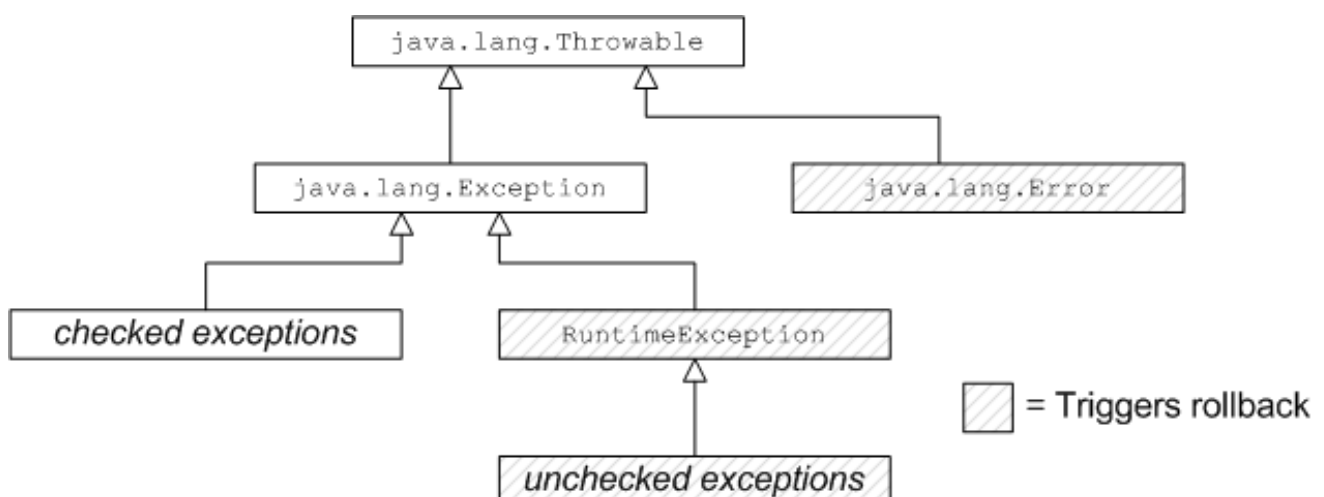 java.lang.Throwable
java.lang.Exception
java.lang.Error
checked exceptions
RuntimeException
= Triggers rollback
unchecked exceptions